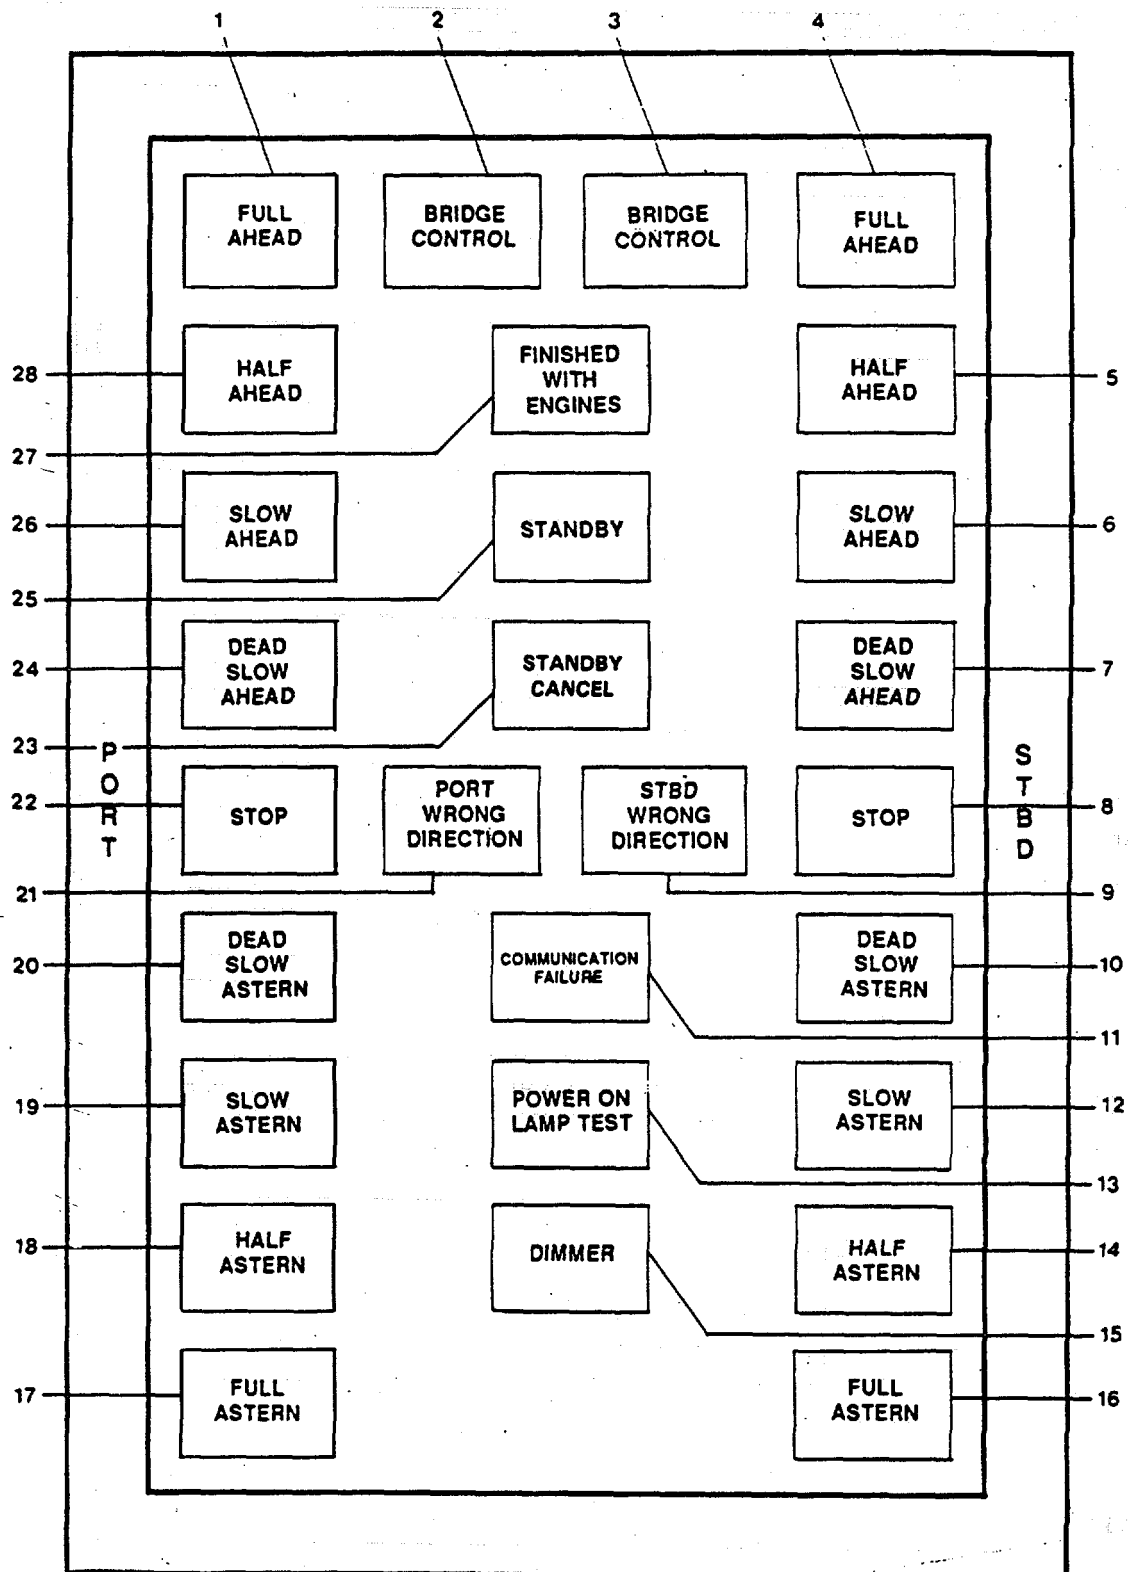 1 2 3 4
FULL AHEAD
BRIDGE CONTROL
BRIDGE CONTROL
FULL AHEAD
28
HALF AHEAD
FINISHED WITH ENGINES
HALF AHEAD
5
27
26
SLOW AHEAD
STANDBY
SLOW AHEAD
6
25
24
DEAD SLOW AHEAD
STANDBY CANCEL
DEAD SLOW AHEAD
7
23
PORT
STBD
22
STOP
PORT WRONG DIRECTION
STBD WRONG DIRECTION
STOP
8
21
9
20
DEAD SLOW ASTERN
COMMUNICATION FAILURE
DEAD SLOW ASTERN
10
11
19
SLOW ASTERN
POWER ON LAMP TEST
SLOW ASTERN
12
13
18
HALF ASTERN
DIMMER
HALF ASTERN
14
15
17
FULL ASTERN
FULL ASTERN
16